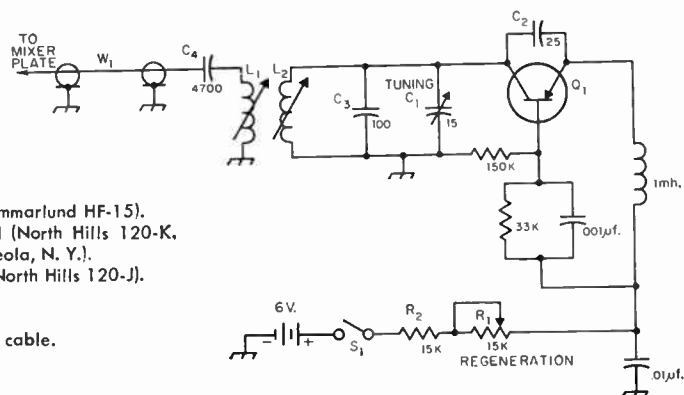 TO
MIXER
PLATE
W1
C4
4700
L1
L2
C3
100
TUNING
C1
15
C2
25
Q1
150K
1mh.
33K
.001µf.
mmarlund HF-15).
l (North Hills 120-K,
eola, N. Y.).
North Hills 120-J).
cable.
6V.
- +
S1
R2
15K
R1
15K
REGENERATION
.01µf.